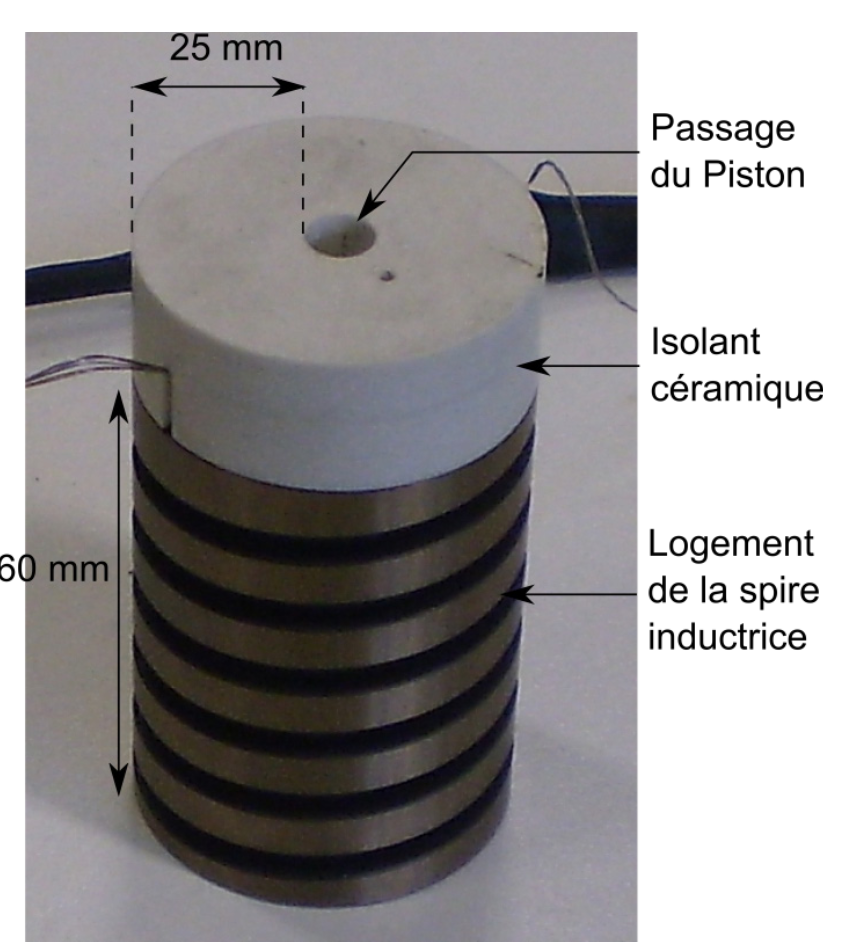 25 mm
Passage
du Piston
Isolant
céramique
60 mm
Logement
de la spire
inductrice